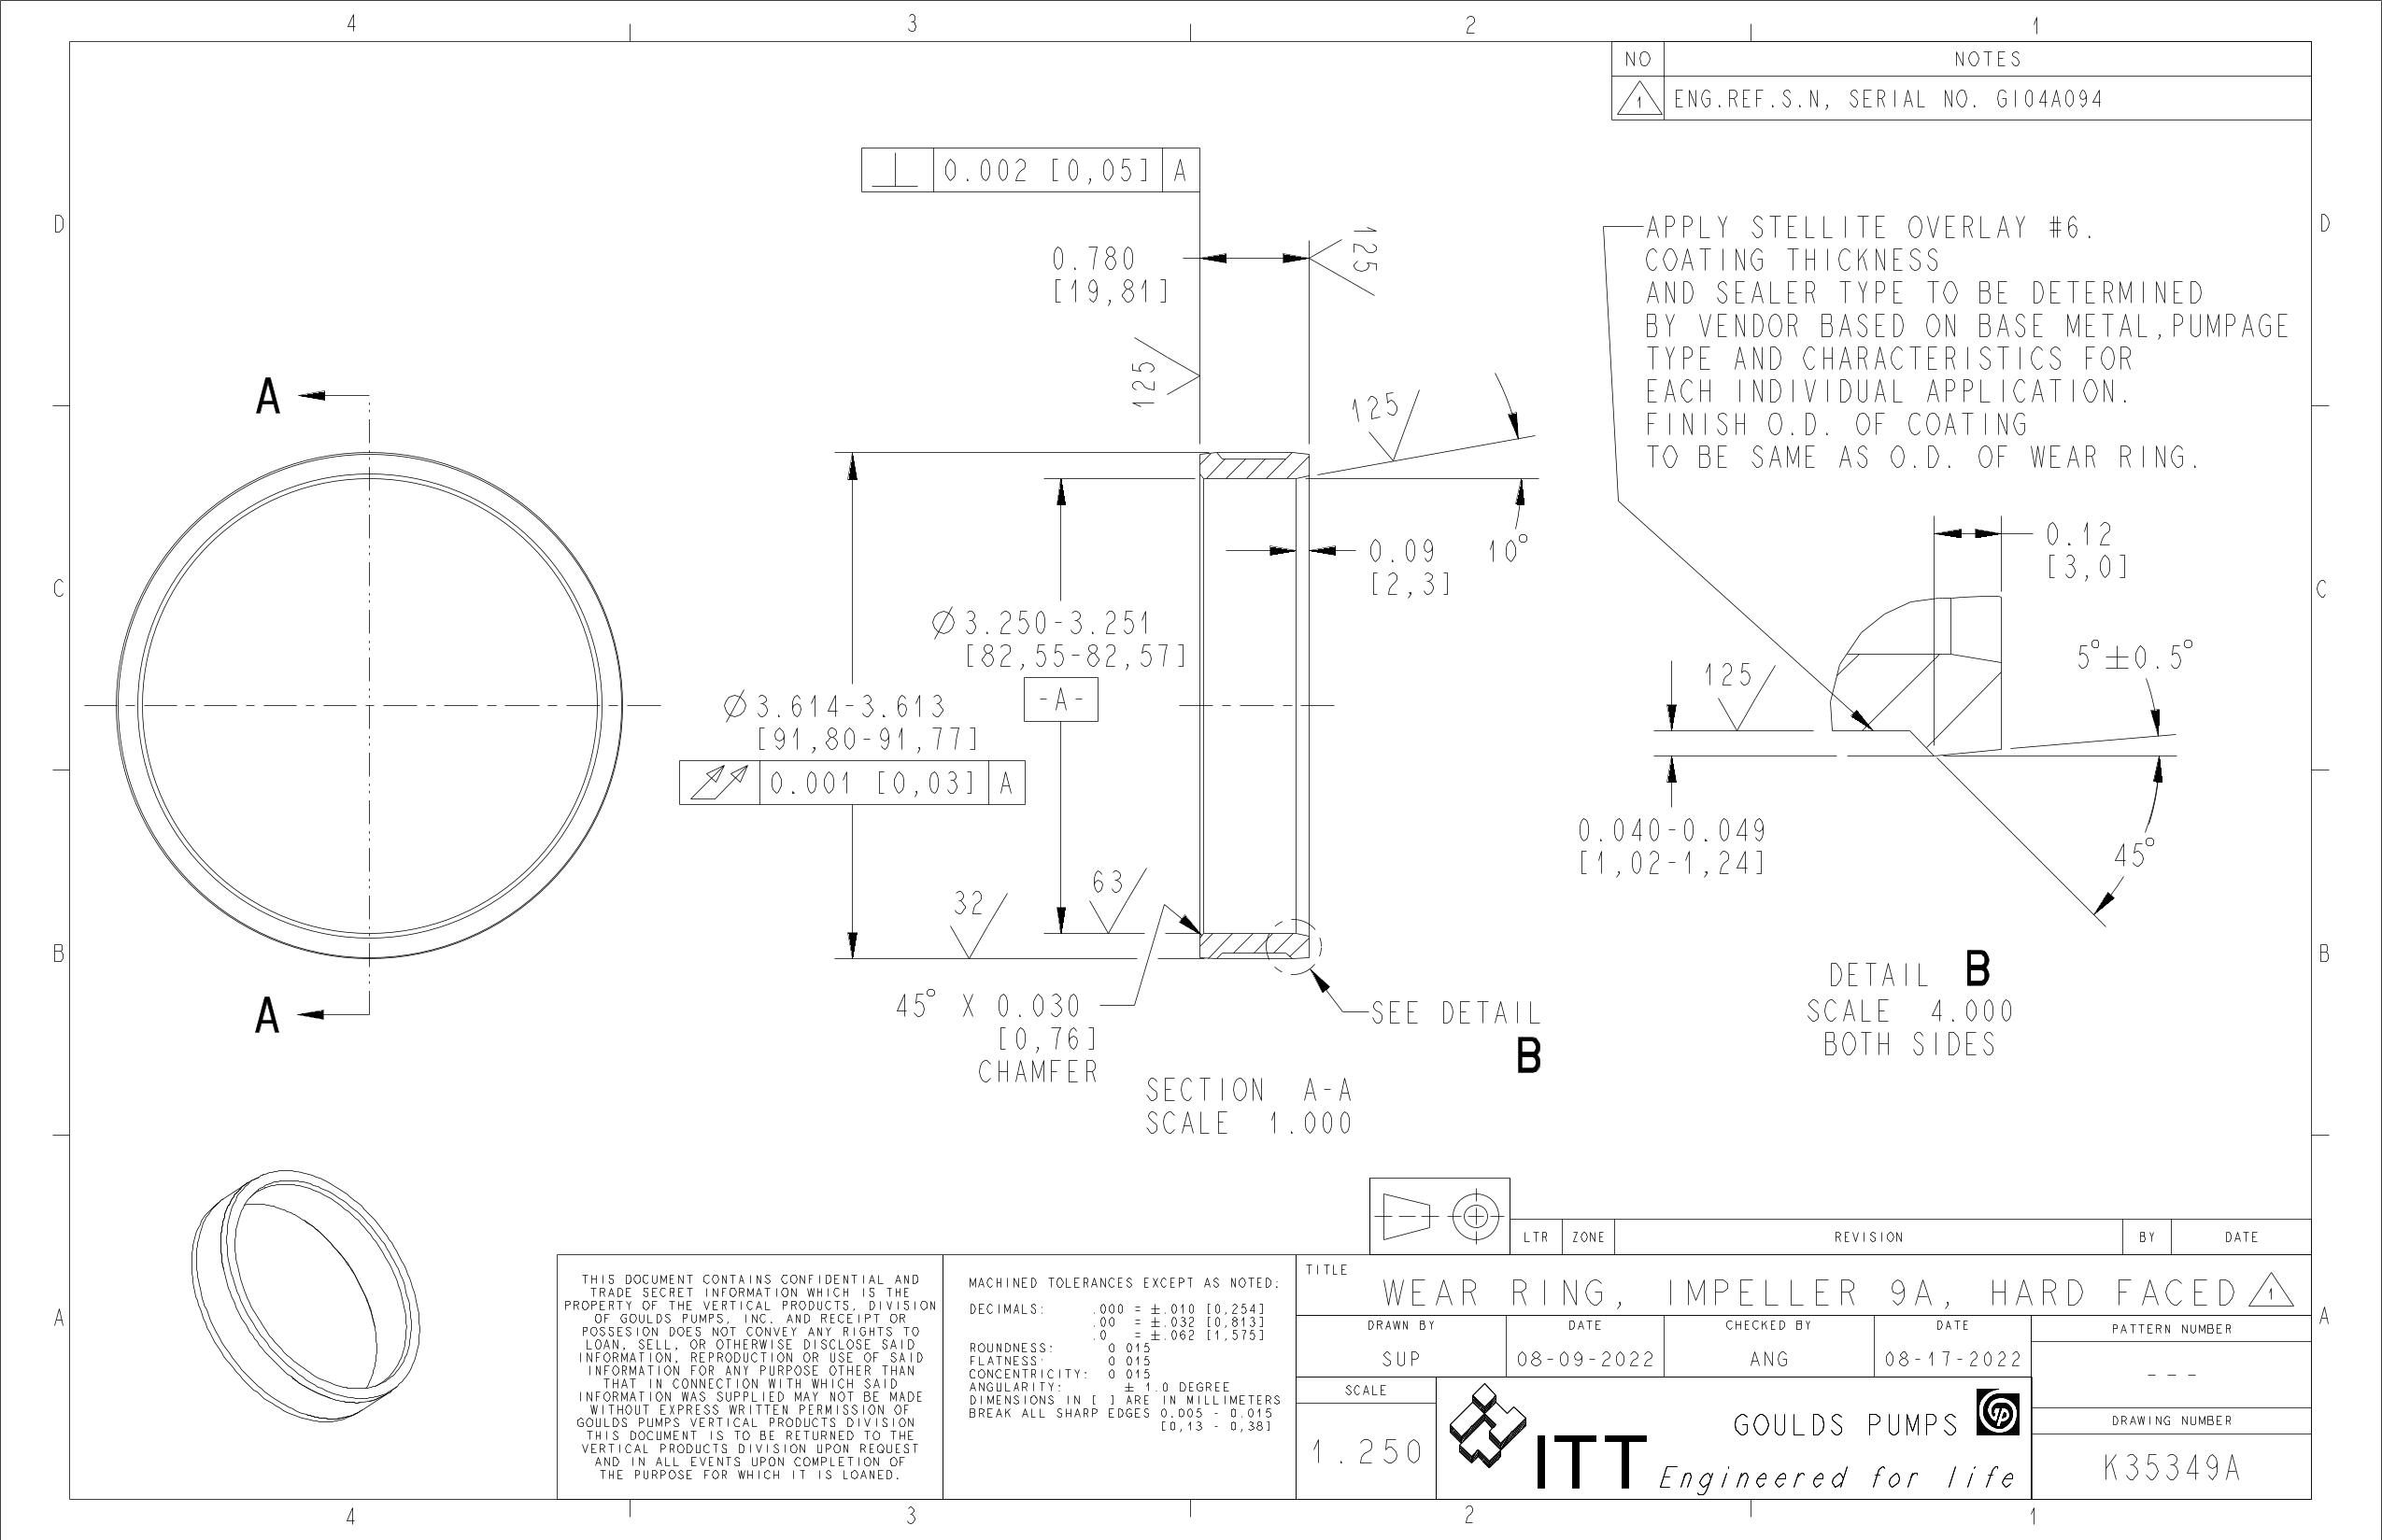 4
3
2
1
D
C
B
A
D
C
B
A
NO NOTES
1 ENG.REF.S.N, SERIAL NO. GI04A094
0.002 [0,05] A
0.780
[19,81]
125
125
125
10°
0.09
[2,3]
A
A
Ø3.250-3.251
[82,55-82,57]
-A-
Ø3.614-3.613
[91,80-91,77]
0.001 [0,03] A
32
63
45° X 0.030
[0,76]
CHAMFER
SEE DETAIL
B
SECTION A-A
SCALE 1.000
APPLY STELLITE OVERLAY #6.
COATING THICKNESS
AND SEALER TYPE TO BE DETERMINED
BY VENDOR BASED ON BASE METAL,PUMPAGE
TYPE AND CHARACTERISTICS FOR
EACH INDIVIDUAL APPLICATION.
FINISH O.D. OF COATING
TO BE SAME AS O.D. OF WEAR RING.
0.12
[3,0]
125
5°±0.5°
0.040-0.049
[1,02-1,24]
45°
DETAIL B
SCALE 4.000
BOTH SIDES
LTR ZONE REVISION BY DATE
THIS DOCUMENT CONTAINS CONFIDENTIAL AND
TRADE SECRET INFORMATION WHICH IS THE
PROPERTY OF THE VERTICAL PRODUCTS, DIVISION
OF GOULDS PUMPS, INC. AND RECEIPT OR
POSSESION DOES NOT CONVEY ANY RIGHTS TO
LOAN, SELL, OR OTHERWISE DISCLOSE SAID
INFORMATION, REPRODUCTION OR USE OF SAID
INFORMATION FOR ANY PURPOSE OTHER THAN
THAT IN CONNECTION WITH WHICH SAID
INFORMATION WAS SUPPLIED MAY NOT BE MADE
WITHOUT EXPRESS WRITTEN PERMISSION OF
GOULDS PUMPS VERTICAL PRODUCTS DIVISION
THIS DOCUMENT IS TO BE RETURNED TO THE
VERTICAL PRODUCTS DIVISION UPON REQUEST
AND IN ALL EVENTS UPON COMPLETION OF
THE PURPOSE FOR WHICH IT IS LOANED.
MACHINED TOLERANCES EXCEPT AS NOTED:
DECIMALS: .000 = ±.010 [0,254]
.00 = ±.032 [0,813]
.0 = ±.062 [1,575]
ROUNDNESS: 0 015
FLATNESS: 0 015
CONCENTRICITY: 0 015
ANGULARITY: ± 1.0 DEGREE
DIMENSIONS IN [ ] ARE IN MILLIMETERS
BREAK ALL SHARP EDGES 0.005 - 0.015
[0,13 - 0,38]
TITLE
WEAR RING, IMPELLER 9A, HARD FACED 1
DRAWN BY DATE CHECKED BY DATE PATTERN NUMBER
SUP 08-09-2022 ANG 08-17-2022 ---
SCALE
1.250
ITT
GOULDS PUMPS
Engineered for life
DRAWING NUMBER
K35349A
4
3
2
1